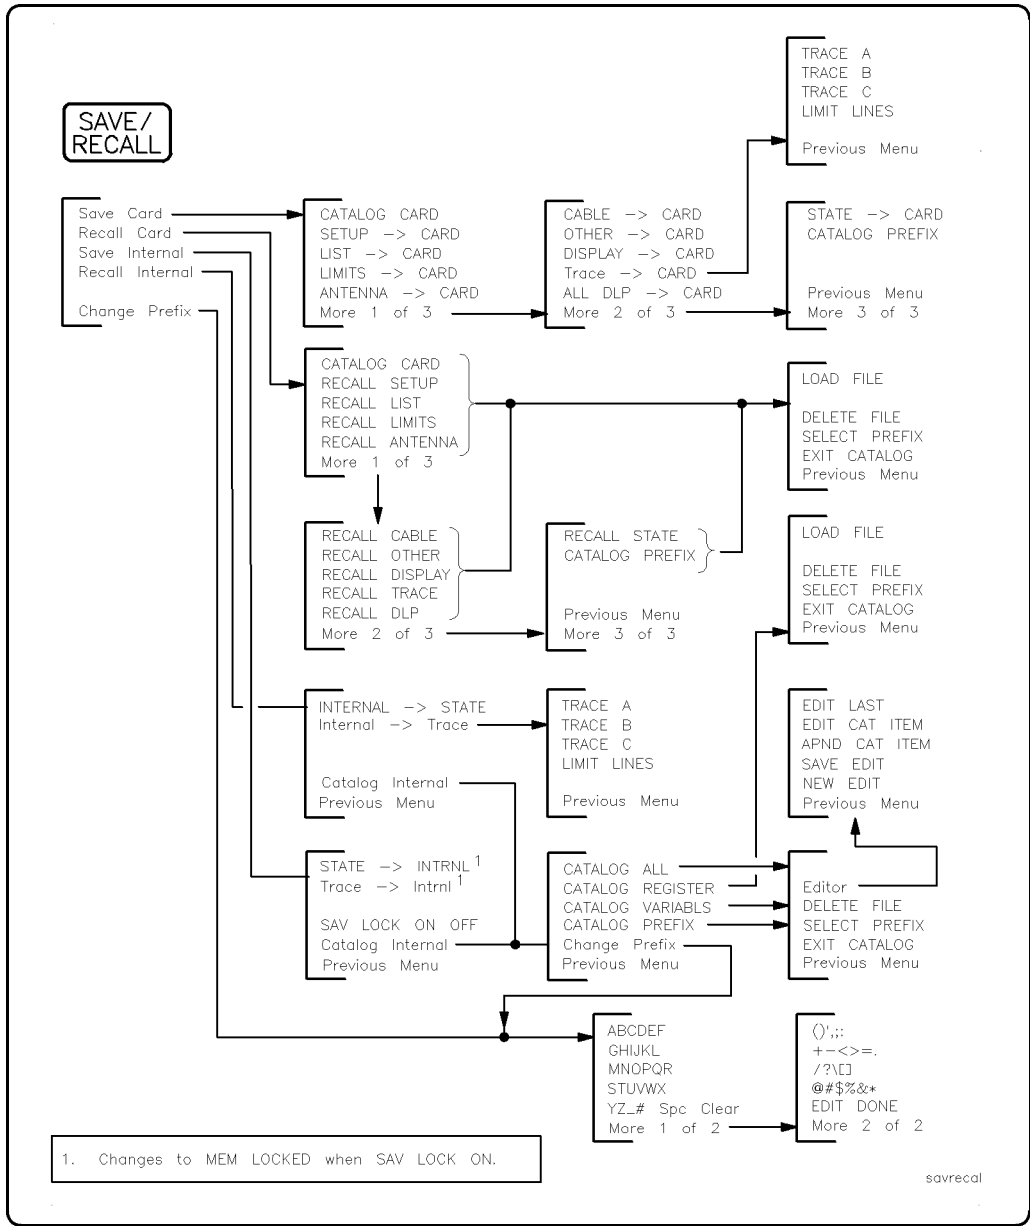 SAVE/
RECALL
Save Card
Recall Card
Save Internal
Recall Internal
Change Prefix
CATALOG CARD
SETUP -> CARD
LIST -> CARD
LIMITS -> CARD
ANTENNA -> CARD
More 1 of 3
CABLE -> CARD
OTHER -> CARD
DISPLAY -> CARD
Trace -> CARD
ALL DLP -> CARD
More 2 of 3
TRACE A
TRACE B
TRACE C
LIMIT LINES
Previous Menu
STATE -> CARD
CATALOG PREFIX
Previous Menu
More 3 of 3
CATALOG CARD
RECALL SETUP
RECALL LIST
RECALL LIMITS
RECALL ANTENNA
More 1 of 3
LOAD FILE
DELETE FILE
SELECT PREFIX
EXIT CATALOG
Previous Menu
RECALL CABLE
RECALL OTHER
RECALL DISPLAY
RECALL TRACE
RECALL DLP
More 2 of 3
RECALL STATE
CATALOG PREFIX
Previous Menu
More 3 of 3
LOAD FILE
DELETE FILE
SELECT PREFIX
EXIT CATALOG
Previous Menu
INTERNAL -> STATE
Internal -> Trace
Catalog Internal
Previous Menu
TRACE A
TRACE B
TRACE C
LIMIT LINES
Previous Menu
EDIT LAST
EDIT CAT ITEM
APND CAT ITEM
SAVE EDIT
NEW EDIT
Previous Menu
STATE -> INTRNL 1
Trace -> Intrnl 1
SAV LOCK ON OFF
Catalog Internal
Previous Menu
CATALOG ALL
CATALOG REGISTER
CATALOG VARIABLS
CATALOG PREFIX
Change Prefix
Previous Menu
Editor
DELETE FILE
SELECT PREFIX
EXIT CATALOG
Previous Menu
ABCDEF
GHIJKL
MNOPQR
STUVWX
YZ_# Spc Clear
More 1 of 2
()',;:
+-<>=.
/?\[]
@#$%&*
EDIT DONE
More 2 of 2
1. Changes to MEM LOCKED when SAV LOCK ON.
savrecal